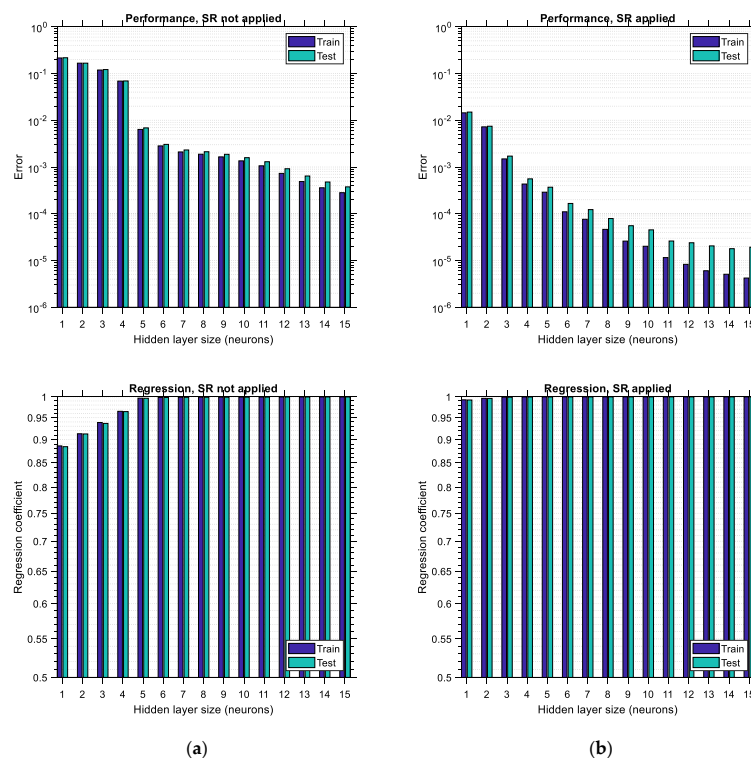 Performance, SR not applied
10^0
10^-1
10^-2
10^-3
10^-4
10^-5
10^-6
Error
Train
Test
1 2 3 4 5 6 7 8 9 10 11 12 13 14 15
Hidden layer size (neurons)
Performance, SR applied
10^0
10^-1
10^-2
10^-3
10^-4
10^-5
10^-6
Error
Train
Test
1 2 3 4 5 6 7 8 9 10 11 12 13 14 15
Hidden layer size (neurons)
Regression, SR not applied
1
0.95
0.9
0.85
0.8
0.75
0.7
0.65
0.6
0.55
0.5
Regression coefficient
Train
Test
1 2 3 4 5 6 7 8 9 10 11 12 13 14 15
Hidden layer size (neurons)
Regression, SR applied
1
0.95
0.9
0.85
0.8
0.75
0.7
0.65
0.6
0.55
0.5
Regression coefficient
Train
Test
1 2 3 4 5 6 7 8 9 10 11 12 13 14 15
Hidden layer size (neurons)
(a)
(b)